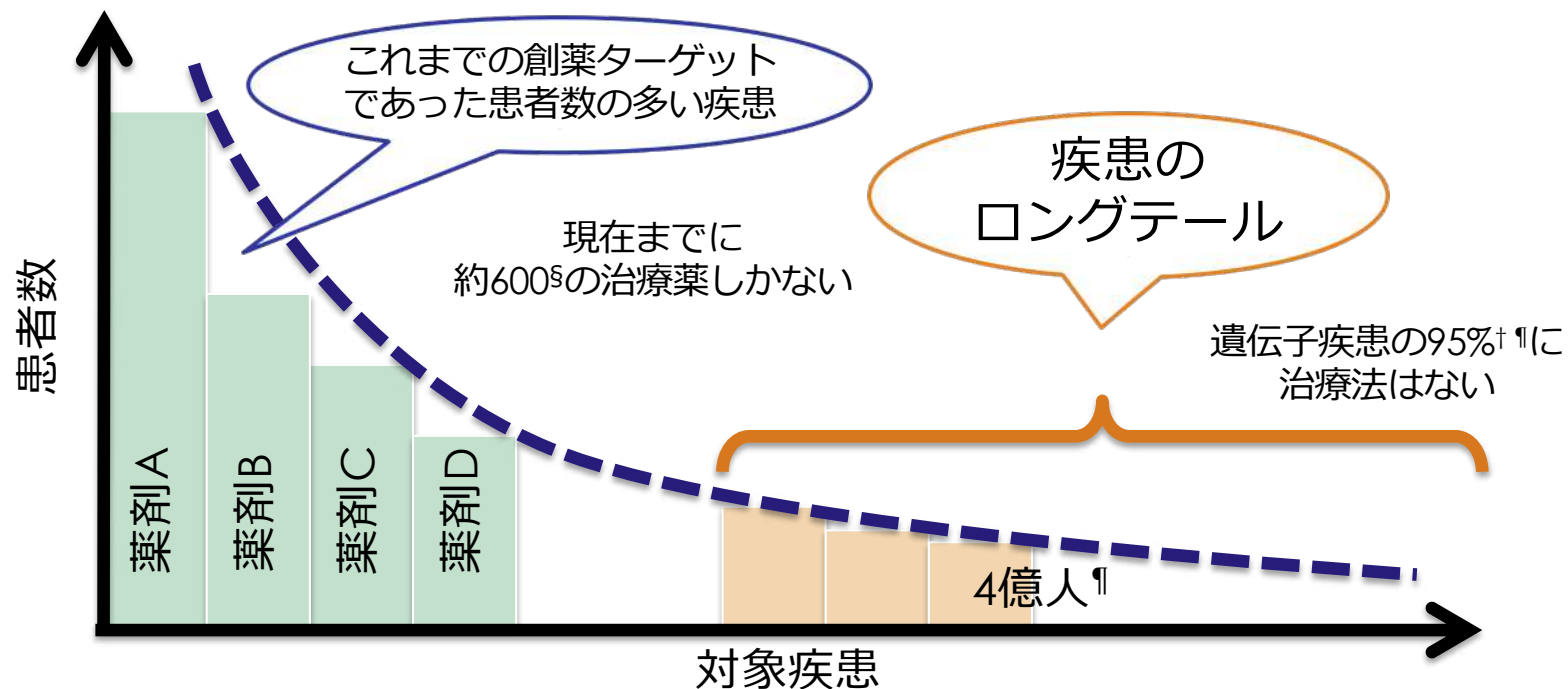 これまでの創薬ターゲット
であった患者数の多い疾患
疾患の
ロングテール
現在までに
約600§の治療薬しかない
遺伝子疾患の95%† ¶に
治療法はない
患者数
薬剤A
薬剤B
薬剤C
薬剤D
4億人¶
対象疾患